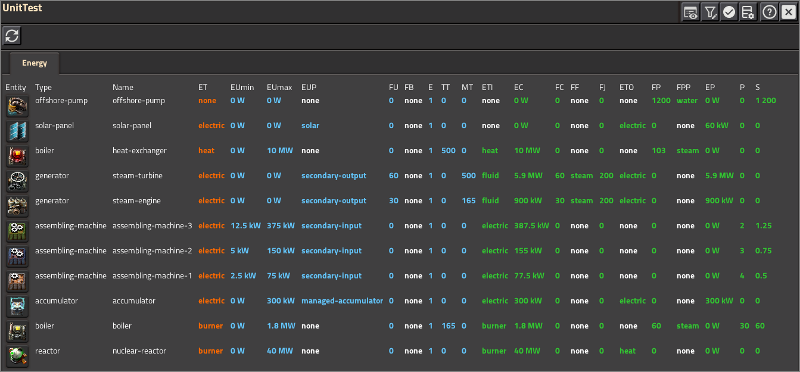 UnitTest
Energy
Entity Type Name ET EUmin EUmax EUP FU FB E TT MT ETI EC FC FF FJ ETO FP FPP EP P S
offshore-pump offshore-pump none 0 W 0 W none 0 none 1 0 0 none 0 W 0 none 0 none 1200 water 0 W 0 1 200
solar-panel solar-panel electric 0 W 0 W solar 0 none 1 0 0 none 0 W 0 none 0 electric 0 none 60 kW 0 0
boiler heat-exchanger heat 0 W 10 MW none 0 none 1 500 0 heat 10 MW 0 none 0 none 103 steam 0 W 0 0
generator steam-turbine electric 0 W 0 W secondary-output 60 none 1 0 500 fluid 5.9 MW 60 steam 200 electric 0 none 5.9 MW 0 0
generator steam-engine electric 0 W 0 W secondary-output 30 none 1 0 165 fluid 900 kW 30 steam 200 electric 0 none 900 kW 0 0
assembling-machine assembling-machine-3 electric 12.5 kW 375 kW secondary-input 0 none 1 0 0 electric 387.5 kW 0 none 0 none 0 none 0 W 2 1.25
assembling-machine assembling-machine-2 electric 5 kW 150 kW secondary-input 0 none 1 0 0 electric 155 kW 0 none 0 none 0 none 0 W 3 0.75
assembling-machine assembling-machine-1 electric 2.5 kW 75 kW secondary-input 0 none 1 0 0 electric 77.5 kW 0 none 0 none 0 none 0 W 4 0.5
accumulator accumulator electric 0 W 300 kW managed-accumulator 0 none 1 0 0 electric 300 kW 0 none 0 electric 0 none 300 kW 0 0
boiler boiler burner 0 W 1.8 MW none 0 none 1 165 0 burner 1.8 MW 0 none 0 none 60 steam 0 W 30 60
reactor nuclear-reactor burner 0 W 40 MW none 0 none 1 0 0 burner 40 MW 0 none 0 heat 0 none 0 W 0 0